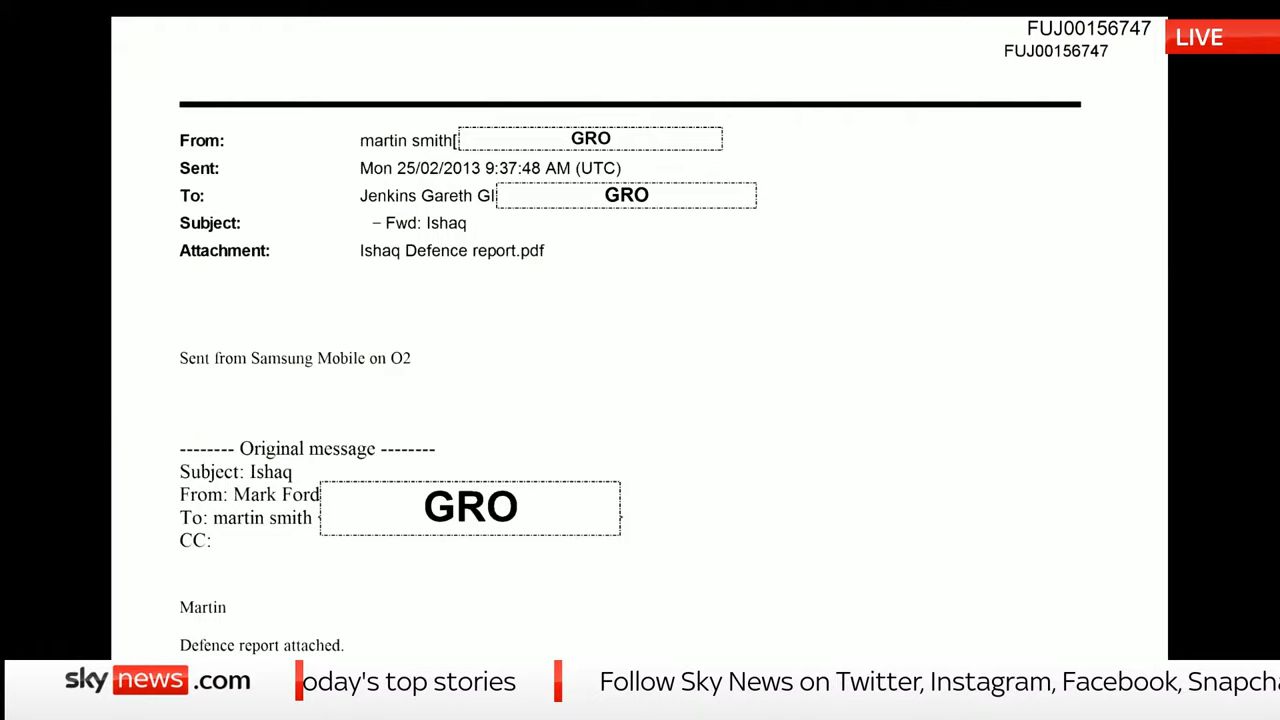 FUJ00156747
LIVE
FUJ00156747
From: martin smith[ GRO
Sent: Mon 25/02/2013 9:37:48 AM (UTC)
To: Jenkins Gareth GI GRO
Subject: – Fwd: Ishaq
Attachment: Ishaq Defence report.pdf
Sent from Samsung Mobile on O2
-------- Original message --------
Subject: Ishaq
From: Mark Ford
GRO
To: martin smith
CC:
Martin
Defence report attached.
sky news .com oday's top stories Follow Sky News on Twitter, Instagram, Facebook, Snapcha